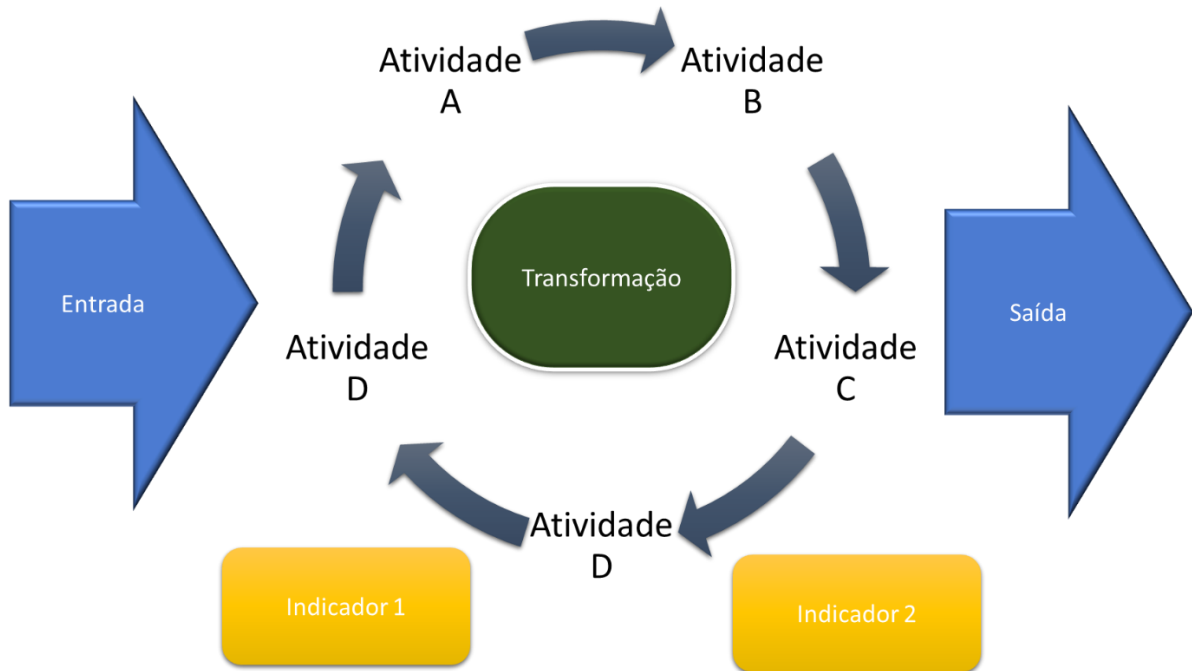 Atividade
A
Atividade
B
Entrada
Transformação
Saída
Atividade
D
Atividade
C
Atividade
D
Indicador 1
Indicador 2